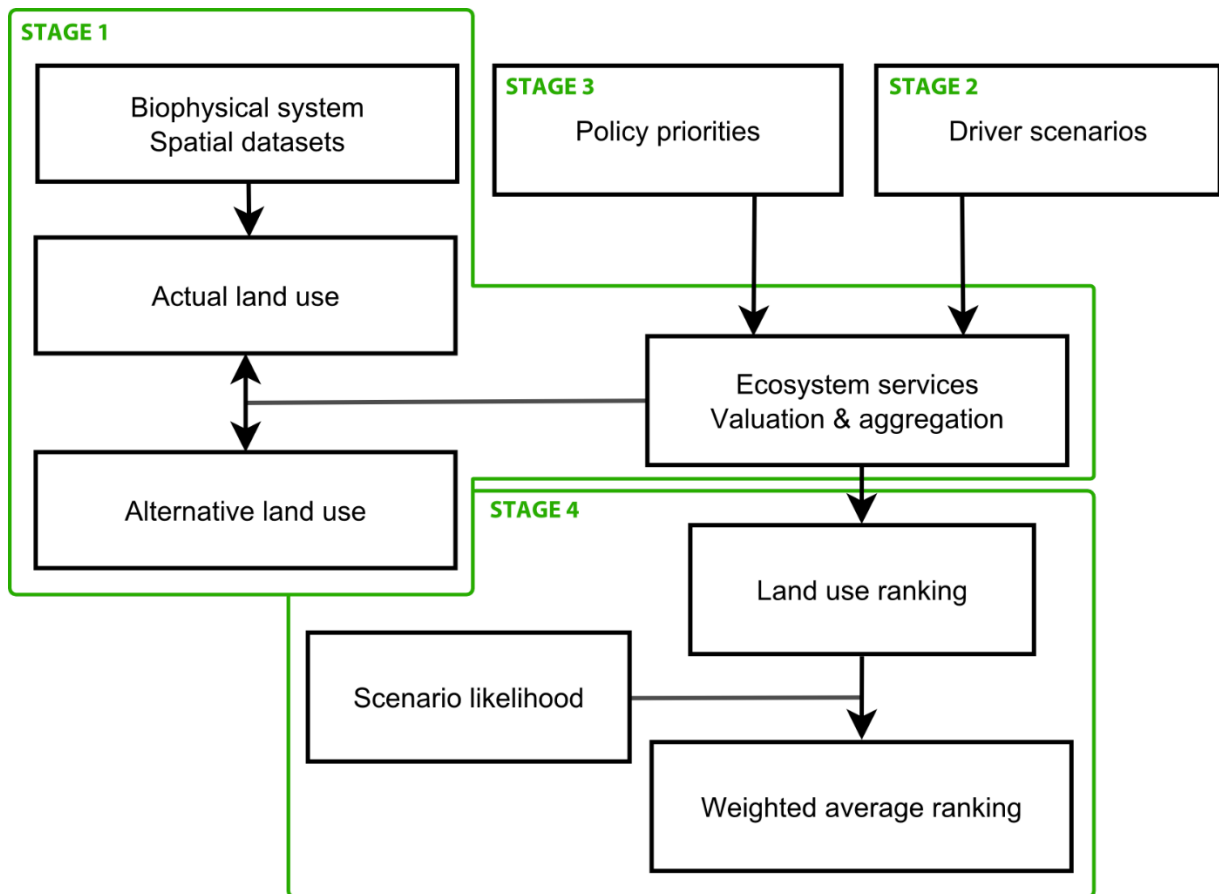 STAGE 1
Biophysical system
Spatial datasets
STAGE 3
Policy priorities
STAGE 2
Driver scenarios
Actual land use
Ecosystem services
Valuation & aggregation
Alternative land use
STAGE 4
Land use ranking
Scenario likelihood
Weighted average ranking